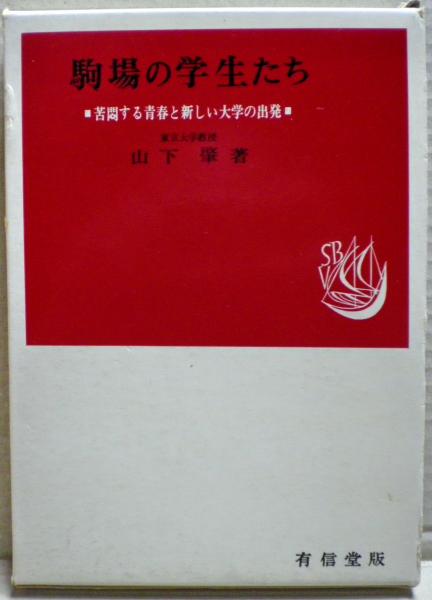 駒場の学生たち
■苦悶する青春と新しい大学の出発■
東京大学教授
山下肇著
SB
V
有信堂版